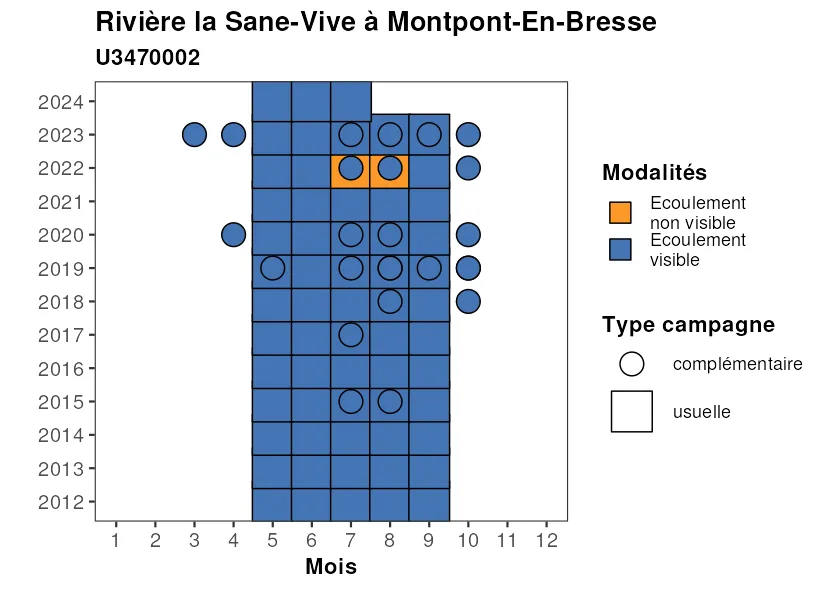 Rivière la Sane-Vive à Montpont-En-Bresse
U3470002
2024
2023
2022
2021
2020
2019
2018
2017
2016
2015
2014
2013
2012
1 2 3 4 5 6 7 8 9 10 11 12
Mois
Modalités
Ecoulement
non visible
Ecoulement
visible
Type campagne
complémentaire
usuelle